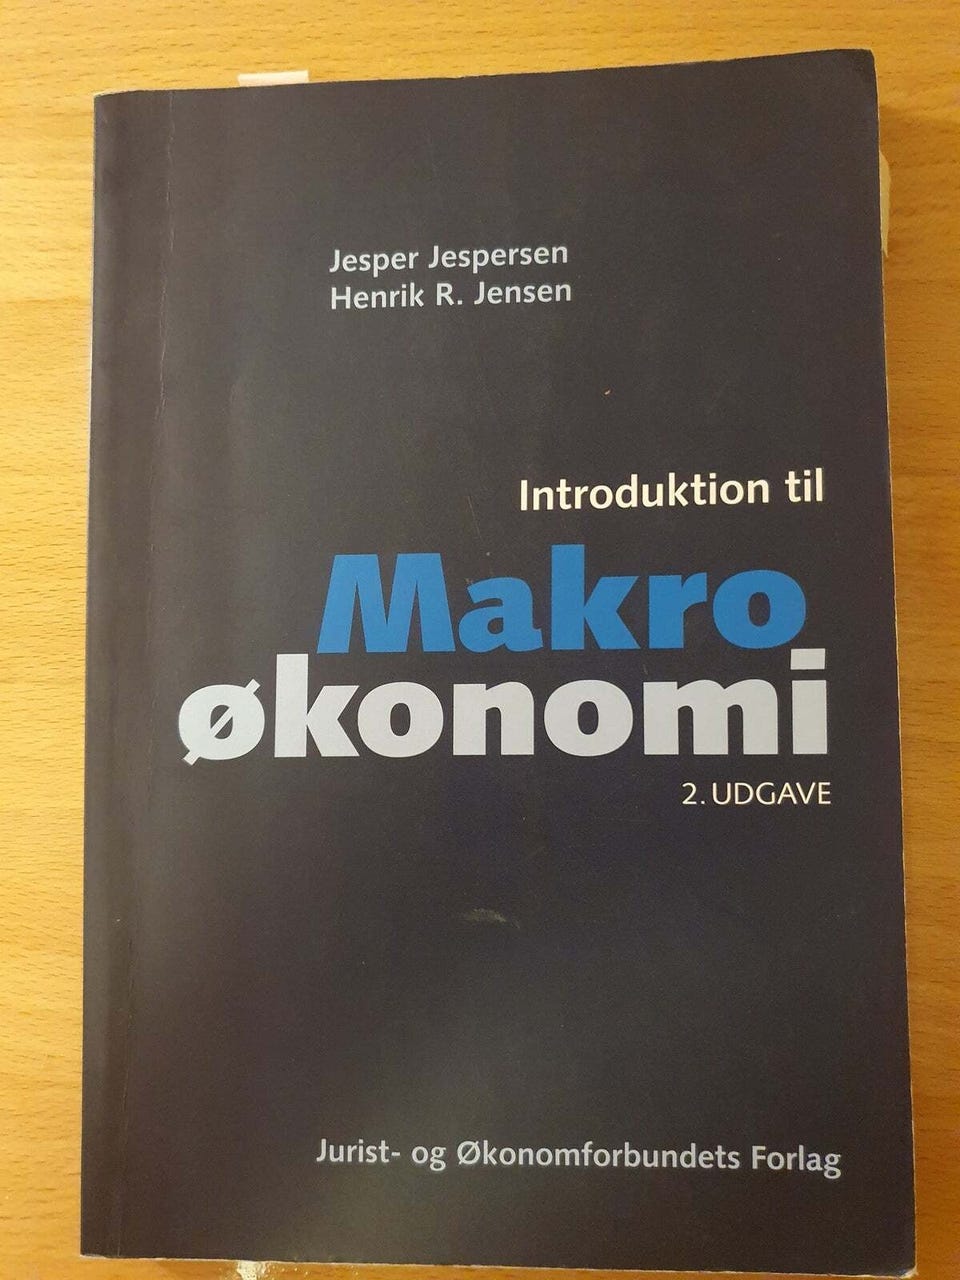 Jesper Jespersen
Henrik R. Jensen
Introduktion til
Makro
økonomi
2. UDGAVE
Jurist- og Økonomforbundets Forlag